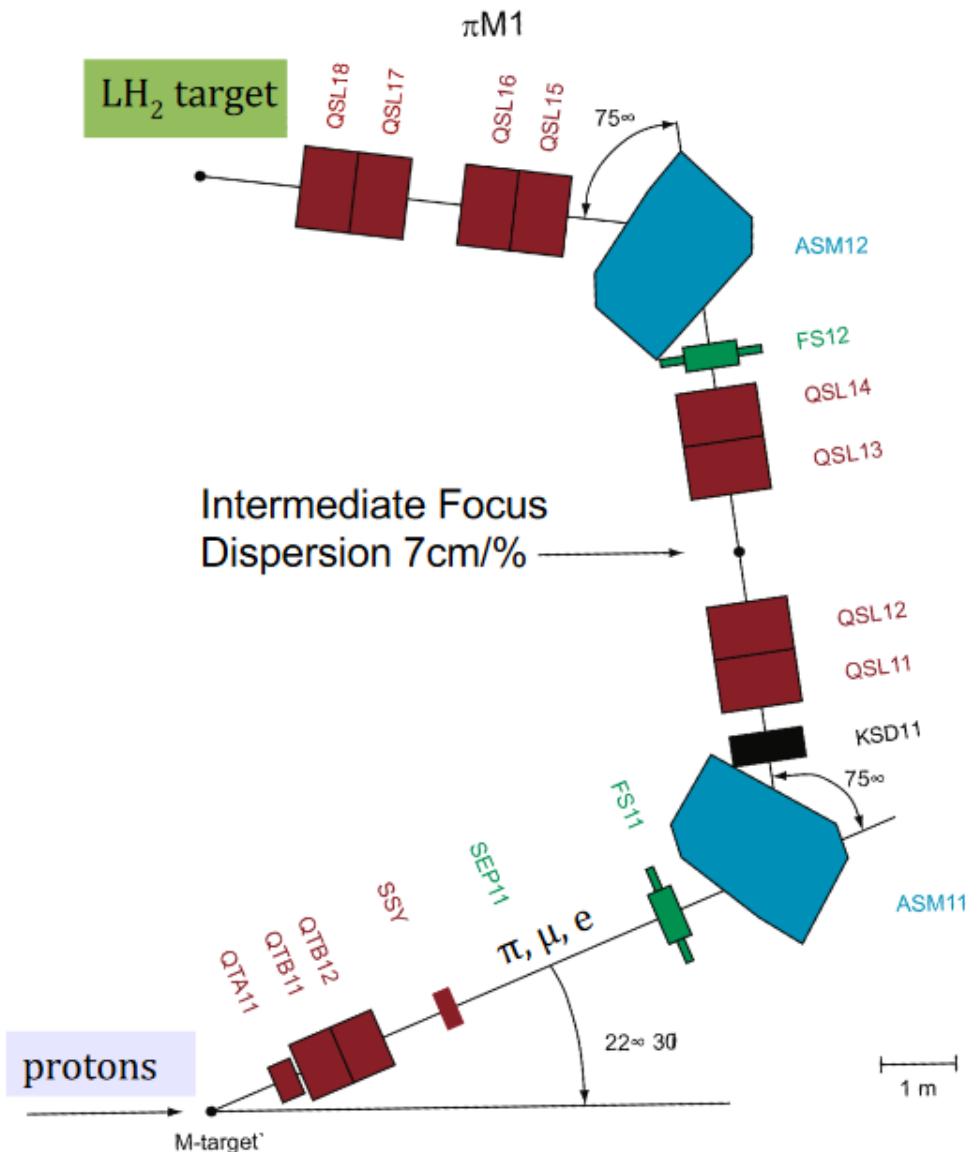 πM1
LH₂ target
QSL18
QSL17
QSL16
QSL15
75∞
ASM12
FS12
QSL14
QSL13
Intermediate Focus
Dispersion 7cm/%
QSL12
QSL11
KSD11
75∞
FS11
SEP11
SSY
QTB12
QTB11
QTA11
ASM11
π, μ, e
22∞ 30
protons
1 m
M-target`